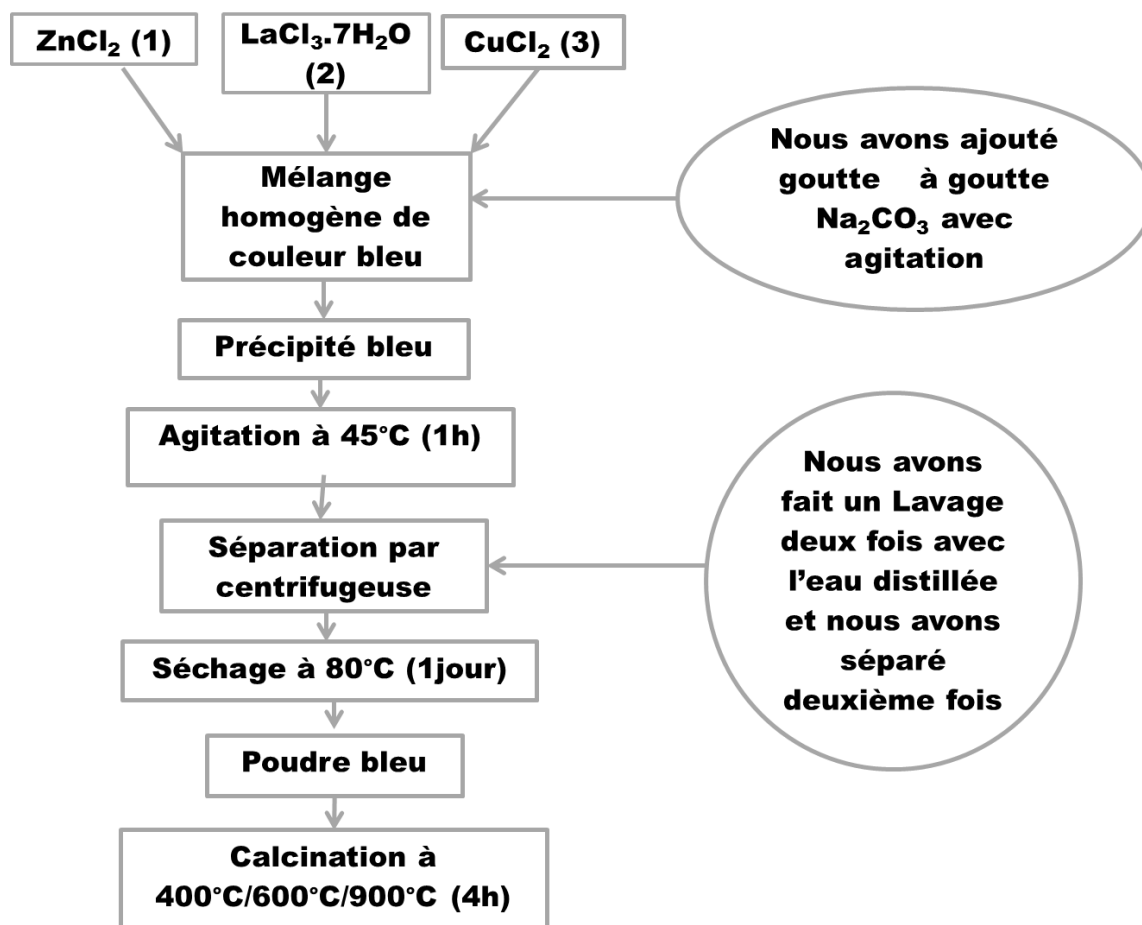 ZnCl₂ (1)
LaCl₃.7H₂O
(2)
CuCl₂ (3)
Mélange
homogène de
couleur bleu
Nous avons ajouté
goutte à goutte
Na₂CO₃ avec
agitation
Précipité bleu
Agitation à 45°C (1h)
Séparation par
centrifugeuse
Nous avons
fait un Lavage
deux fois avec
l'eau distillée
et nous avons
séparé
deuxième fois
Séchage à 80°C (1jour)
Poudre bleu
Calcination à
400°C/600°C/900°C (4h)